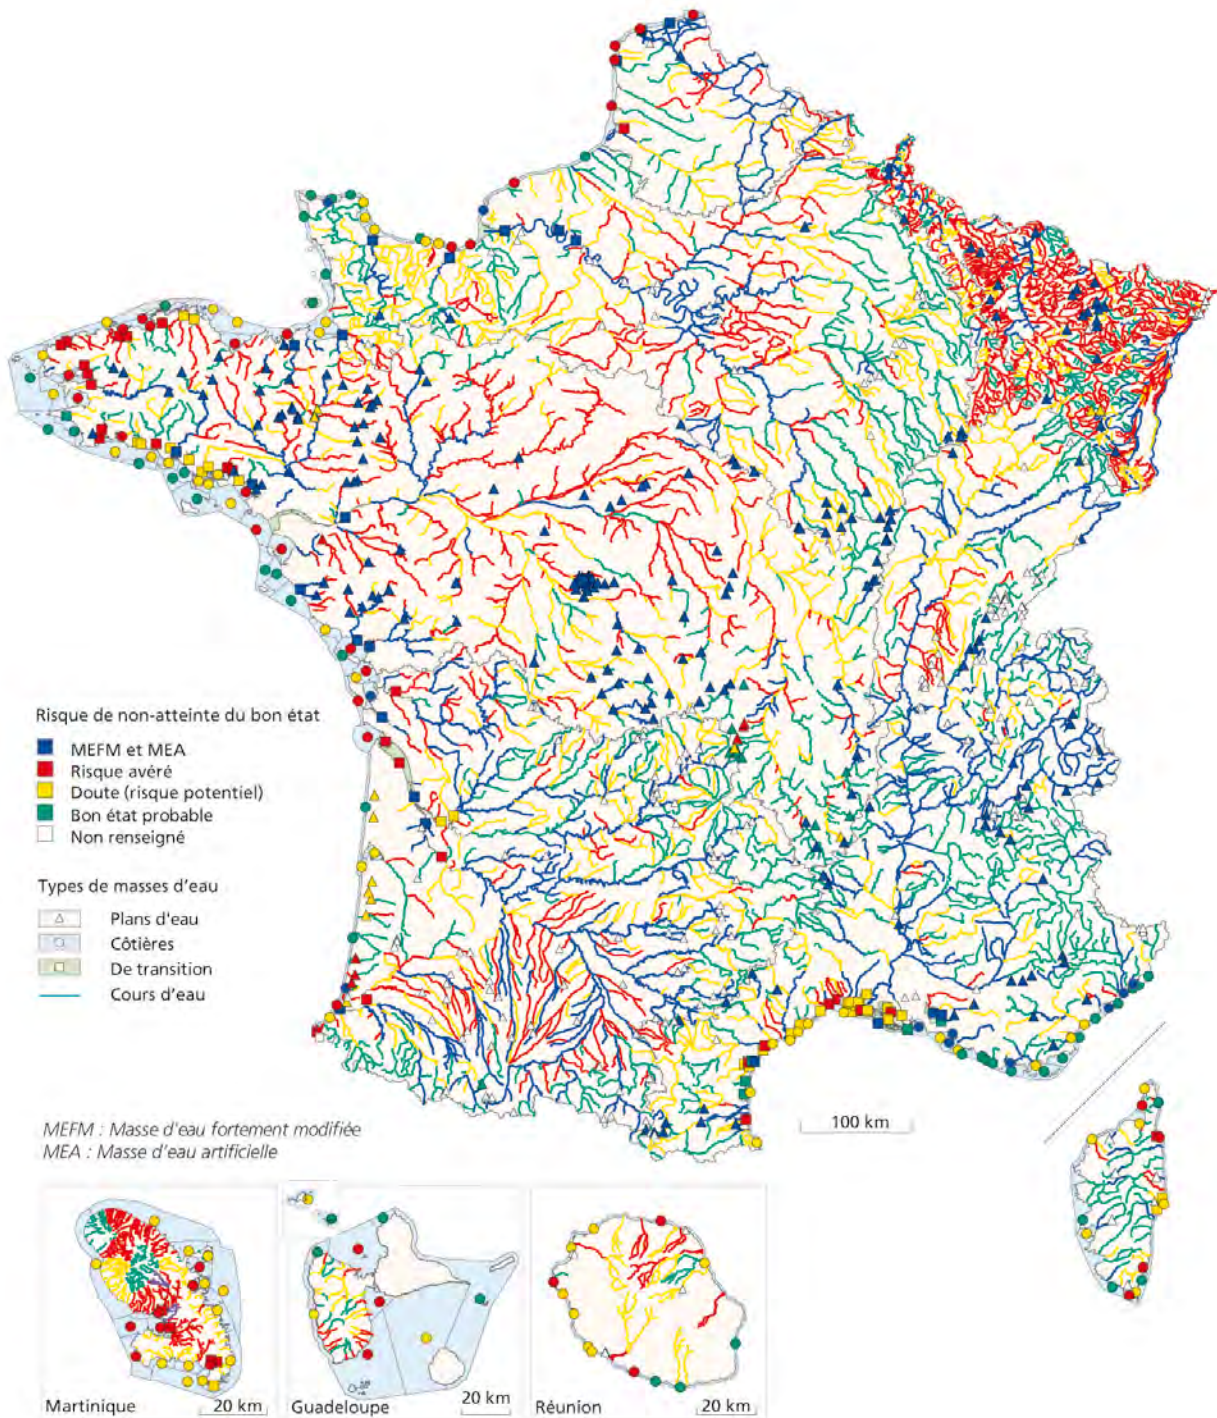 Risque de non-atteinte du bon état
MEFM et MEA
Risque avéré
Doute (risque potentiel)
Bon état probable
Non renseigné
Types de masses d'eau
Plans d'eau
Côtières
De transition
Cours d'eau
MEFM : Masse d'eau fortement modifiée
MEA : Masse d'eau artificielle
100 km
Martinique
20 km
Guadeloupe
20 km
Réunion
20 km